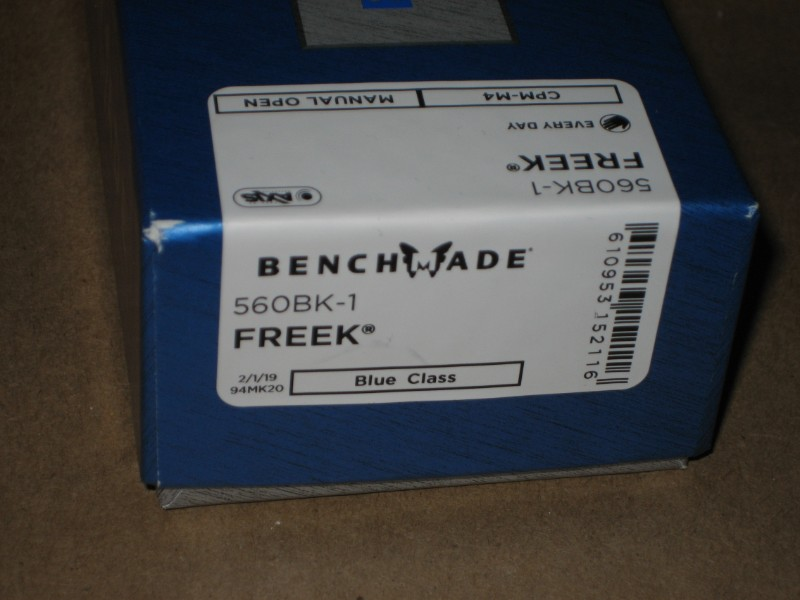 MANUAL OPEN CPM-M4
EVERY DAY
FREEK®
560BK-1
AXIS
BENCHMADE
560BK-1
FREEK®
2/1/19
94MK20
Blue Class
610953 152116